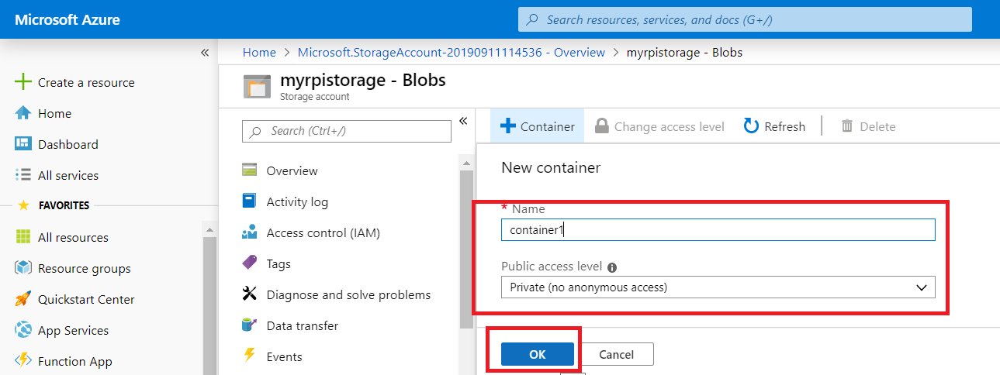 Microsoft Azure
Search resources, services, and docs (G+/)
«
Home > Microsoft.StorageAccount-20190911114536 - Overview > myrpistorage - Blobs
Create a resource
Home
Dashboard
All services
FAVORITES
All resources
Resource groups
Quickstart Center
App Services
Function App
myrpistorage - Blobs
Storage account
Search (Ctrl+/)
«
Overview
Activity log
Access control (IAM)
Tags
Diagnose and solve problems
Data transfer
Events
+ Container
Change access level
Refresh
Delete
New container
* Name
container1
Public access level
Private (no anonymous access)
OK
Cancel